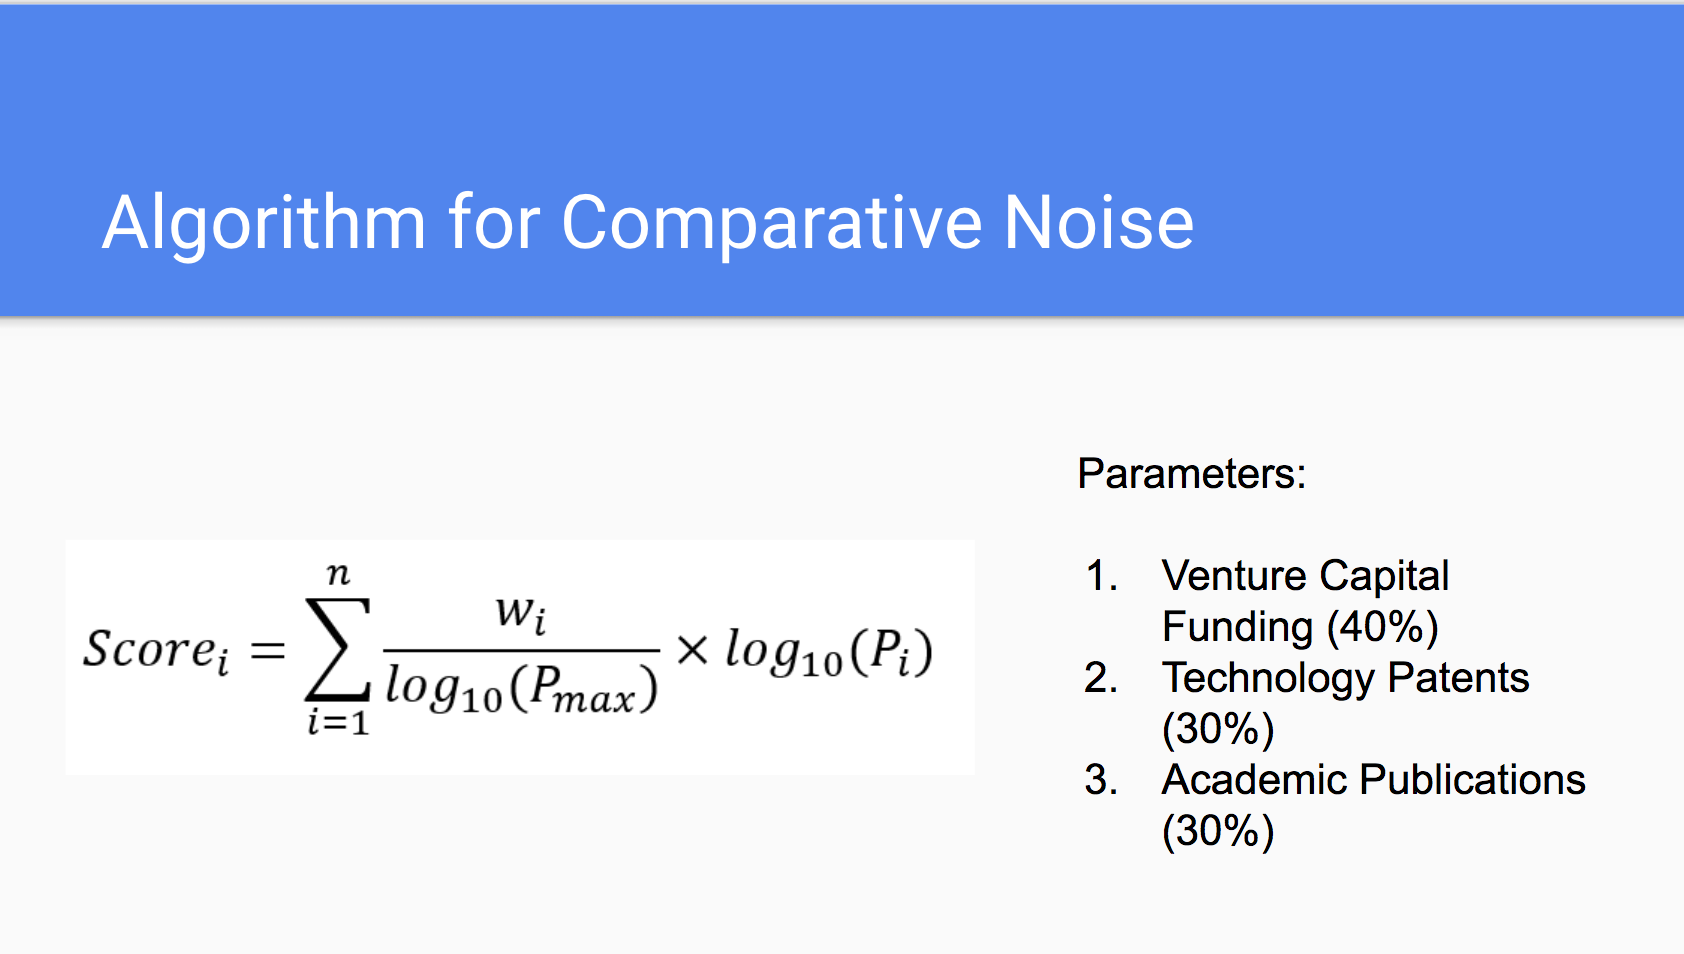 Algorithm for Comparative Noise
Score_i = \sum_{i=1}^{n} \frac{w_i}{log_{10}(P_{max})} × log_{10}(P_i)
Parameters:
1. Venture Capital
Funding (40%)
2. Technology Patents
(30%)
3. Academic Publications
(30%)